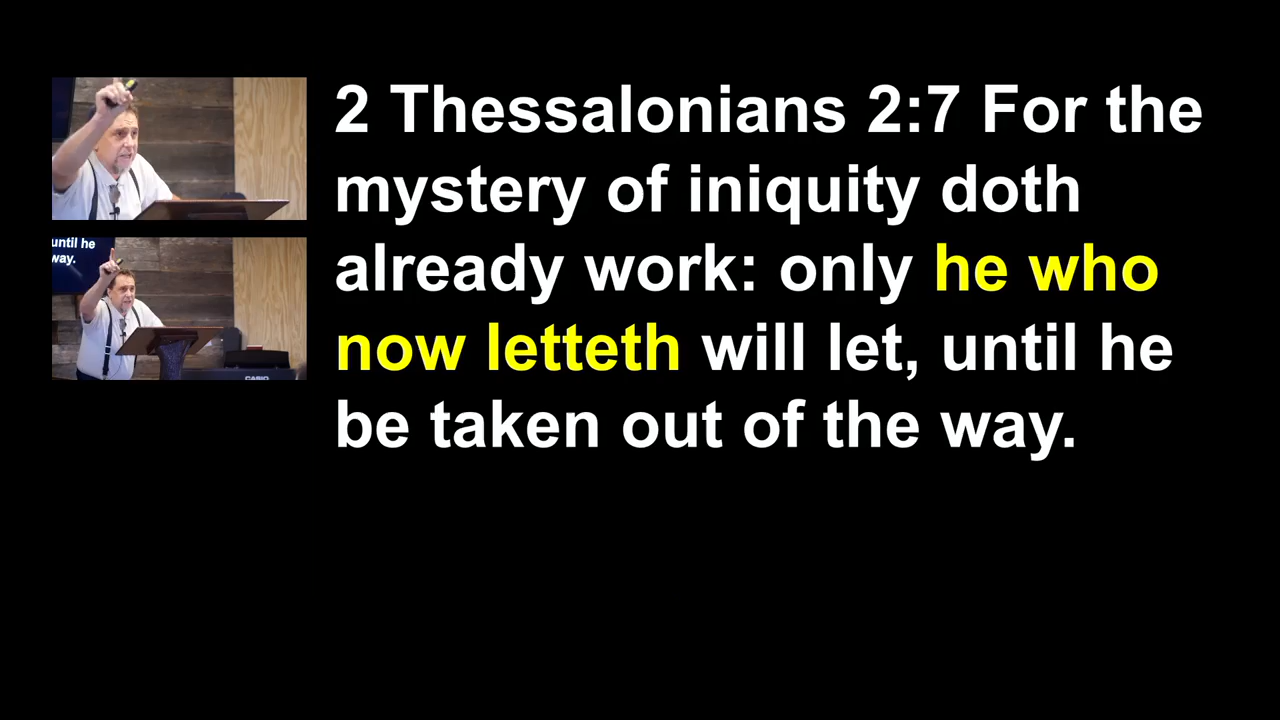 2 Thessalonians 2:7 For the
mystery of iniquity doth
already work: only he who
now letteth will let, until he
be taken out of the way.
until he
way.
CASIO